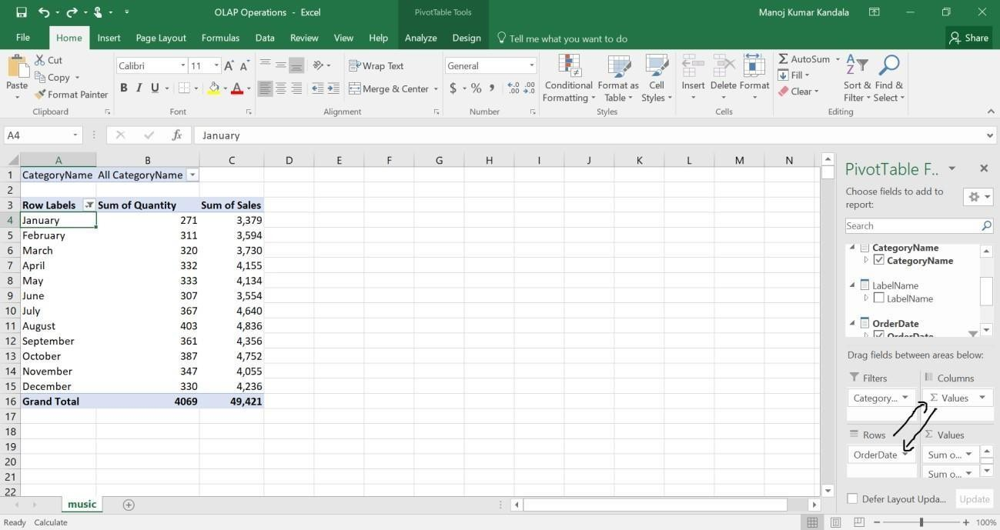 OLAP Operations - Excel
PivotTable Tools
Manoj Kumar Kandala
File Home Insert Page Layout Formulas Data Review View Help Analyze Design Tell me what you want to do Share
Paste
Cut
Copy
Format Painter
Clipboard
Calibri 11 A A
B I U A
Font
Wrap Text
Merge & Center
Alignment
General
$ % , .00 .00
Number
Conditional Formatting
Format as Table
Cell Styles
Styles
Insert Delete Format
Cells
AutoSum
Fill
Clear
Sort & Filter
Find & Select
Editing
A4 fx January
A B C D E F G H I J K L M N
1 CategoryName All CategoryName
2
3 Row Labels Sum of Quantity Sum of Sales
4 January 271 3,379
5 February 311 3,594
6 March 320 3,730
7 April 332 4,155
8 May 333 4,134
9 June 307 3,554
10 July 367 4,640
11 August 403 4,836
12 September 361 4,356
13 October 387 4,752
14 November 347 4,055
15 December 330 4,236
16 Grand Total 4069 49,421
17
18
19
20
21
22
PivotTable F..
Choose fields to add to
report:
Search
CategoryName
CategoryName
LabelName
LabelName
OrderDate
OrderDate
Drag fields between areas below:
Filters Columns
Category... Σ Values
Rows Σ Values
OrderDate Sum o...
Sum o...
Defer Layout Upda... Update
music
Ready Calculate 100%